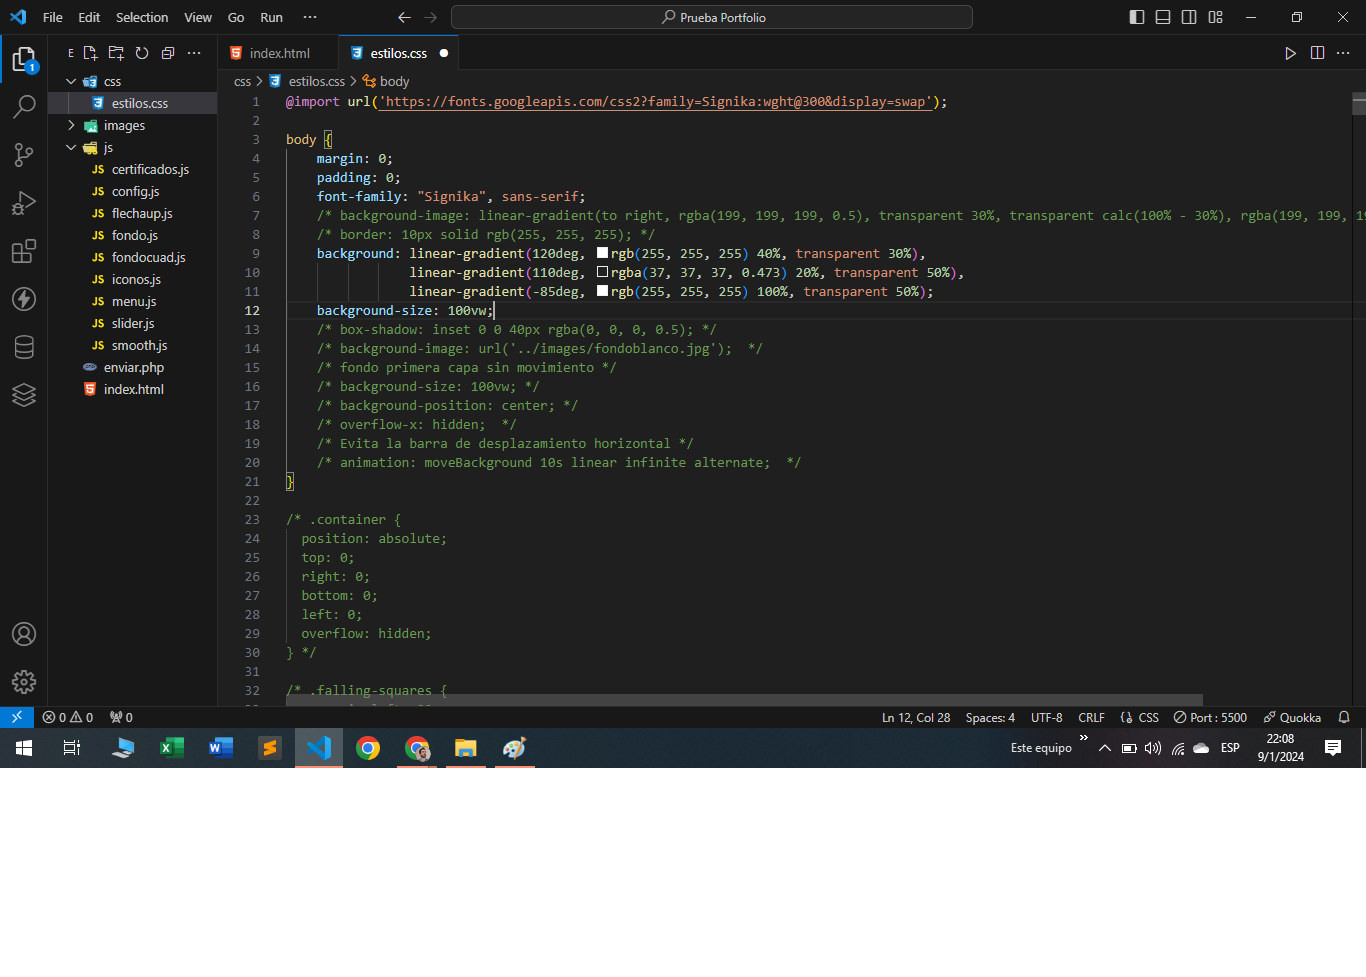 File Edit Selection View Go Run ··· Prueba Portfolio
E index.html estilos.css
css > estilos.css > body
css
estilos.css
images
js
certificados.js
config.js
flechaup.js
fondo.js
fondocuad.js
iconos.js
menu.js
slider.js
smooth.js
enviar.php
index.html
1 @import url('https://fonts.googleapis.com/css2?family=Signika:wght@300&display=swap');
2
3 body {
4 margin: 0;
5 padding: 0;
6 font-family: "Signika", sans-serif;
7 /* background-image: linear-gradient(to right, rgba(199, 199, 199, 0.5), transparent 30%, transparent calc(100% - 30%), rgba(199, 199, 19
8 /* border: 10px solid rgb(255, 255, 255); */
9 background: linear-gradient(120deg, rgb(255, 255, 255) 40%, transparent 30%),
10 linear-gradient(110deg, rgba(37, 37, 37, 0.473) 20%, transparent 50%),
11 linear-gradient(-85deg, rgb(255, 255, 255) 100%, transparent 50%);
12 background-size: 100vw;
13 /* box-shadow: inset 0 0 40px rgba(0, 0, 0, 0.5); */
14 /* background-image: url('../images/fondoblanco.jpg');  */
15 /* fondo primera capa sin movimiento */
16 /* background-size: 100vw; */
17 /* background-position: center; */
18 /* overflow-x: hidden;  */
19 /* Evita la barra de desplazamiento horizontal */
20 /* animation: moveBackground 10s linear infinite alternate;  */
21 }
22
23 /* .container {
24 position: absolute;
25 top: 0;
26 right: 0;
27 bottom: 0;
28 left: 0;
29 overflow: hidden;
30 } */
31
32 /* .falling-squares {
0 0 0 Ln 12, Col 28 Spaces: 4 UTF-8 CRLF CSS Port : 5500 Quokka
Este equipo » ESP 22:08
9/1/2024